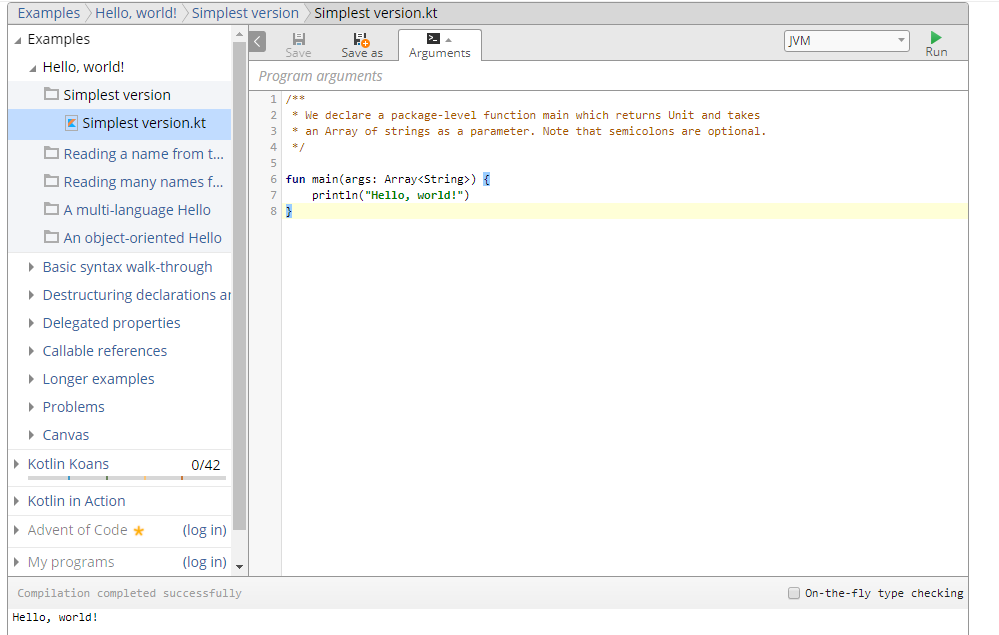 Examples Hello, world! Simplest version Simplest version.kt
Examples
Hello, world!
Simplest version
Simplest version.kt
Reading a name from t...
Reading many names f...
A multi-language Hello
An object-oriented Hello
Basic syntax walk-through
Destructuring declarations ar
Delegated properties
Callable references
Longer examples
Problems
Canvas
Kotlin Koans 0/42
Kotlin in Action
Advent of Code (log in)
My programs (log in)
Save Save as Arguments JVM Run
Program arguments
1 /**
2 * We declare a package-level function main which returns Unit and takes
3 * an Array of strings as a parameter. Note that semicolons are optional.
4 */
5
6 fun main(args: Array<String>) {
7 println("Hello, world!")
8 }
Compilation completed successfully On-the-fly type checking
Hello, world!